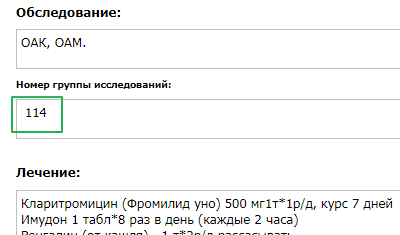 Обследование:
ОАК, ОАМ.
Номер группы исследований:
114
Лечение:
Кларитромицин (Фромилид уно) 500 мг1т*1р/д, курс 7 дней
Имудон 1 табл*8 раз в день (каждые 2 часа)
Ренгалин (от кашля) - 1 т*3р/д рассасывать